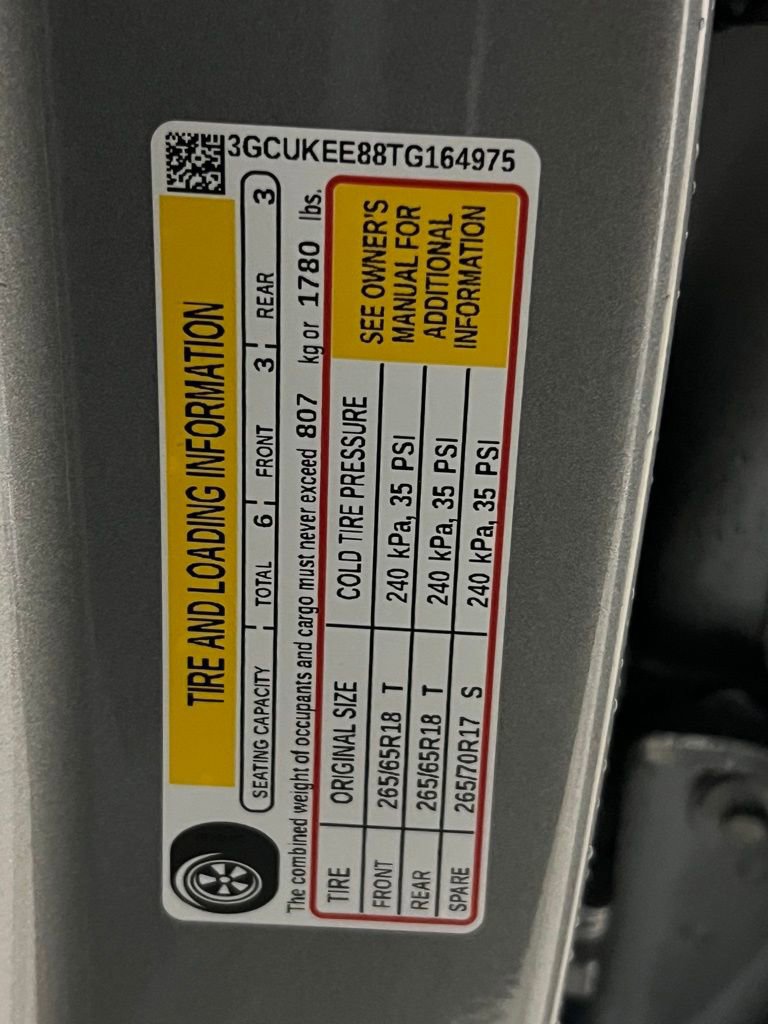 3GCUKEE88TG164975
TIRE AND LOADING INFORMATION
SEATING CAPACITY TOTAL 6 FRONT 3 REAR 3
The combined weight of occupants and cargo must never exceed 807 kg or 1780 lbs.
TIRE ORIGINAL SIZE COLD TIRE PRESSURE
FRONT 265/65R18 T 240 kPa, 35 PSI
REAR 265/65R18 T 240 kPa, 35 PSI
SPARE 265/70R17 S 240 kPa, 35 PSI
SEE OWNER'S
MANUAL FOR
ADDITIONAL
INFORMATION